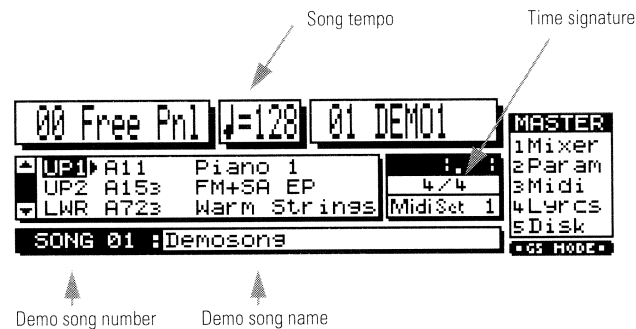 Song tempo
Time signature
00 Free Pnl
♩=128
01 DEMO1
MASTER
1Mixer
2Param
3Midi
4Lyrcs
5Disk
GS MODE
UP1 A11 Piano 1
UP2 A153 FM+SA EP
LWR A723 Warm Strings
1. 1
4/4
MidiSet 1
SONG 01 :Demosong
Demo song number
Demo song name